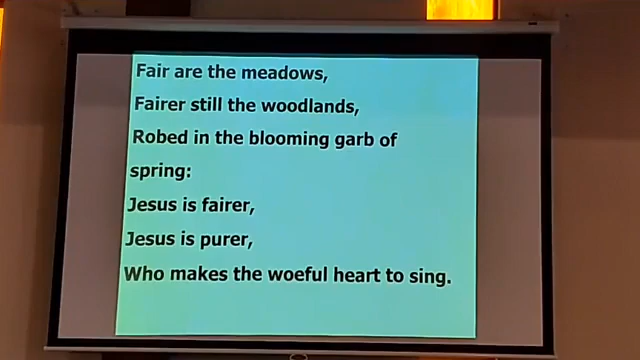 Fair are the meadows,
Fairer still the woodlands,
Robed in the blooming garb of
spring:
Jesus is fairer,
Jesus is purer,
Who makes the woeful heart to sing.